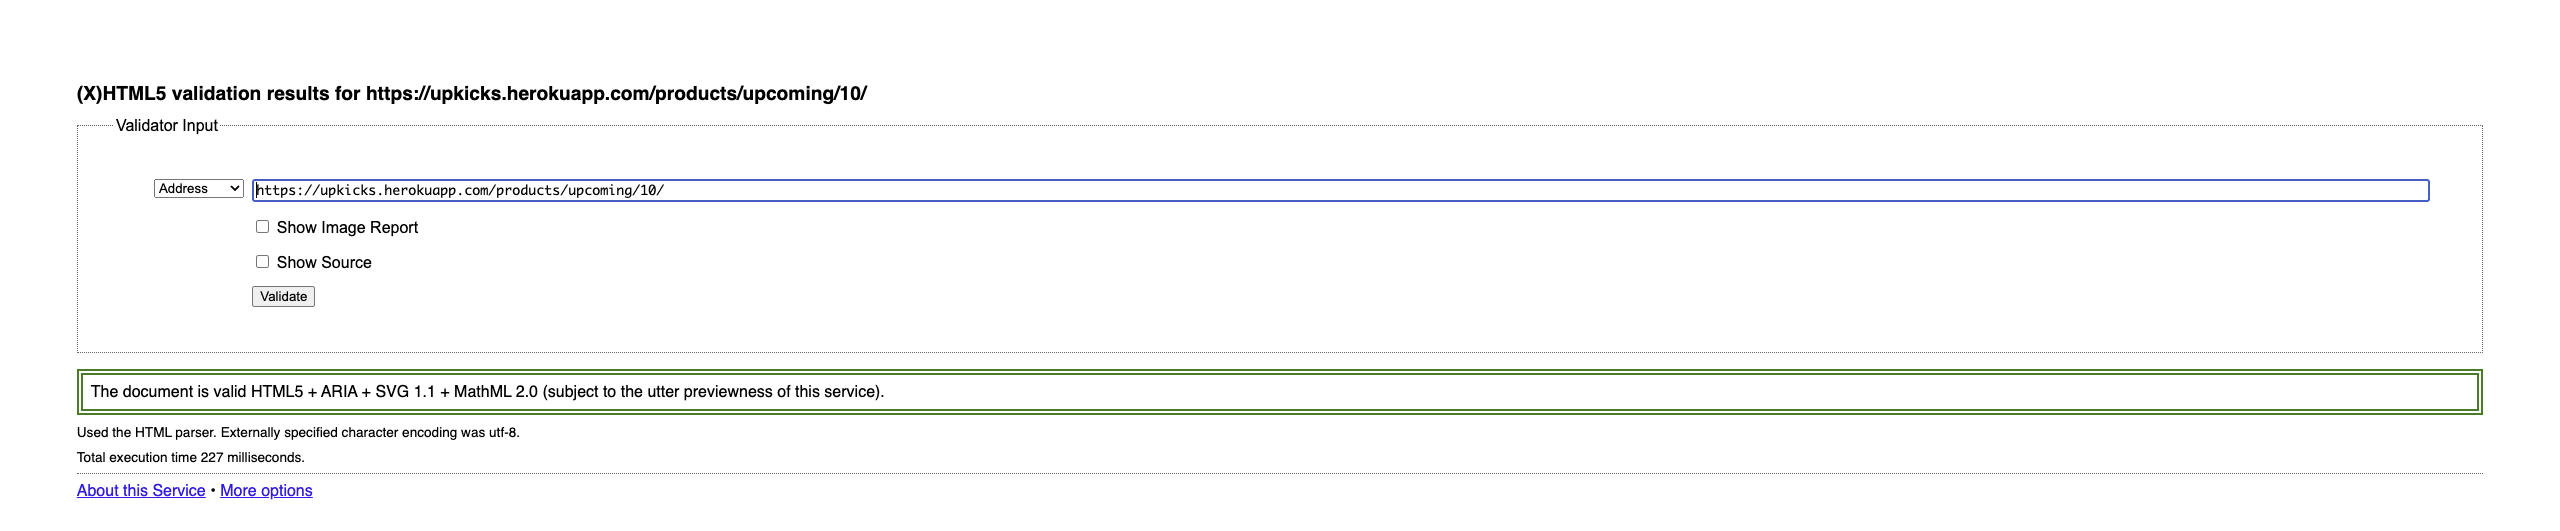 (X)HTML5 validation results for https://upkicks.herokuapp.com/products/upcoming/10/
Validator Input
Address https://upkicks.herokuapp.com/products/upcoming/10/
Show Image Report
Show Source
Validate
The document is valid HTML5 + ARIA + SVG 1.1 + MathML 2.0 (subject to the utter previewness of this service).
Used the HTML parser. Externally specified character encoding was utf-8.
Total execution time 227 milliseconds.
About this Service • More options